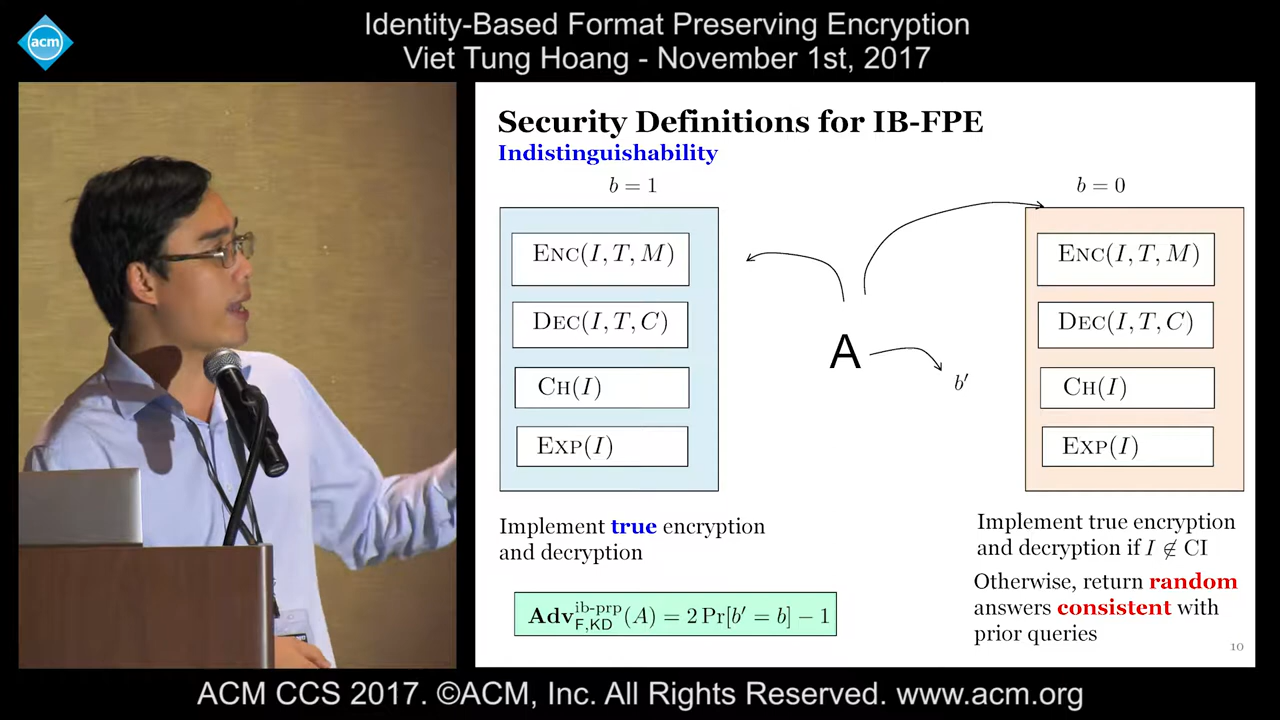 Identity-Based Format Preserving Encryption
Viet Tung Hoang - November 1st, 2017
acm
Security Definitions for IB-FPE
Indistinguishability
b = 1
b = 0
ENC(I, T, M)
DEC(I, T, C)
CH(I)
EXP(I)
A
b′
ENC(I, T, M)
DEC(I, T, C)
CH(I)
EXP(I)
Implement true encryption
and decryption
Adv^{ib-prp}_{F,KD}(A) = 2 Pr[b′ = b] − 1
Implement true encryption
and decryption if I ∉ CI
Otherwise, return random
answers consistent with
prior queries
10
ACM CCS 2017. ©ACM, Inc. All Rights Reserved. www.acm.org